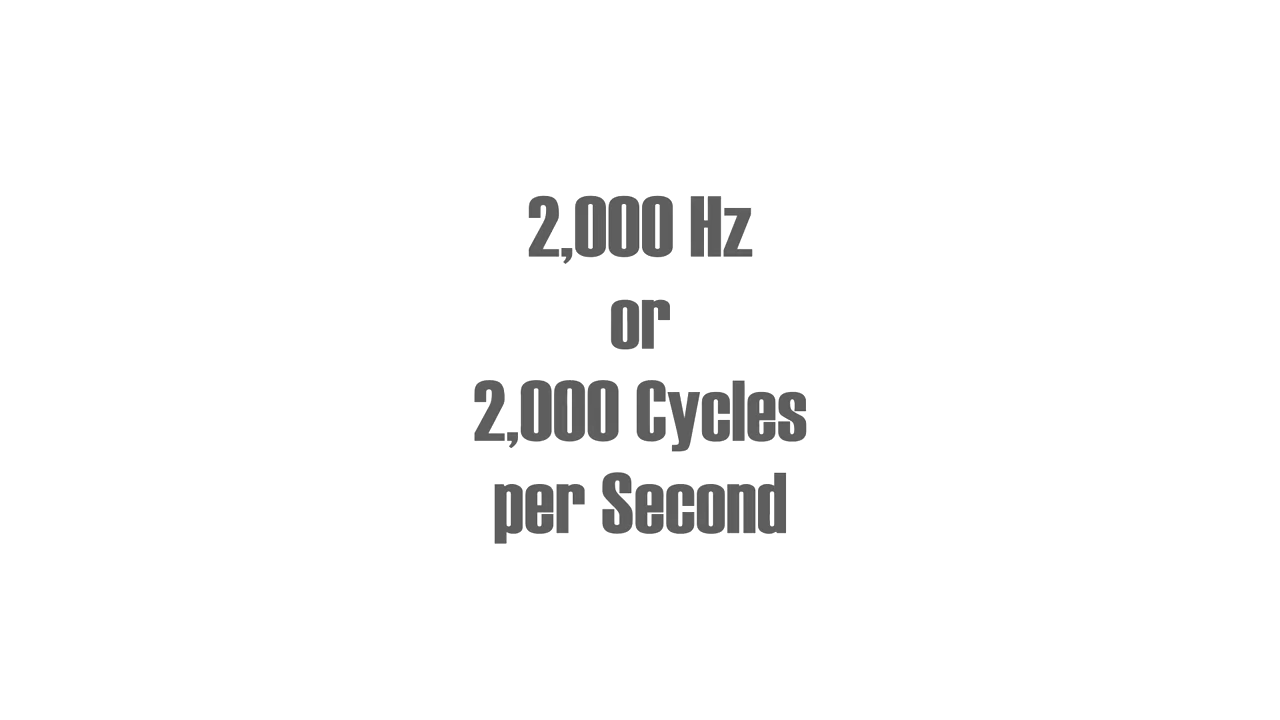 2,000 Hz
or
2,000 Cycles
per Second